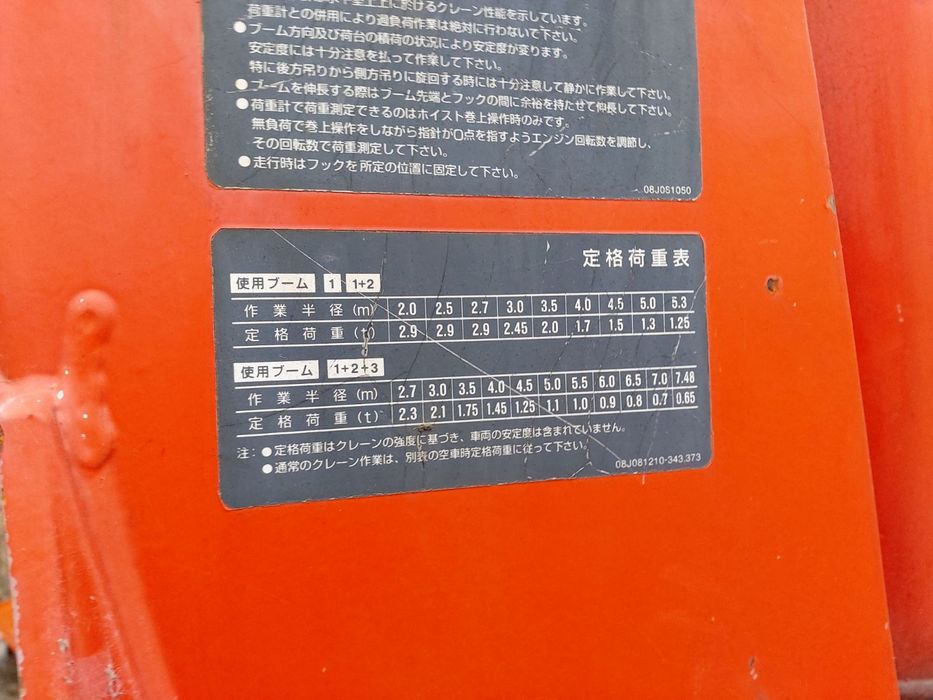 於けるクレーン性能を示しています。
荷重計との併用により過負荷作業は絶対に行わないで下さい。
●ブーム方向及び荷台の積荷の状況により安定度が変ります。
安定度には十分注意を払って作業して下さい。
特に後方吊りから側方吊りに旋回する時には十分注意して静かに作業して下さい。
●ブームを伸長する際はブーム先端とフックの間に余裕を持たせて伸長して下さい。
●荷重計で荷重測定できるのはホイスト巻上操作時のみです。
無負荷で巻上操作をしながら指針が0点を指すようエンジン回転数を調節し、
その回転数で荷重測定して下さい。
●走行時はフックを所定の位置に固定して下さい。
08J0S1050
定格荷重表
使用ブーム 1 1+2
作業半径(m) 2.0 2.5 2.7 3.0 3.5 4.0 4.5 5.0 5.3
定格荷重(t) 2.9 2.9 2.9 2.45 2.0 1.7 1.5 1.3 1.25
使用ブーム 1+2+3
作業半径(m) 2.7 3.0 3.5 4.0 4.5 5.0 5.5 6.0 6.5 7.0 7.48
定格荷重(t) 2.3 2.1 1.75 1.45 1.25 1.1 1.0 0.9 0.8 0.7 0.65
注：●定格荷重はクレーンの強度に基づき、車両の安定度は含まれていません。
●通常のクレーン作業は、別表の空車時定格荷重に従って下さい。
08J081210-343.373